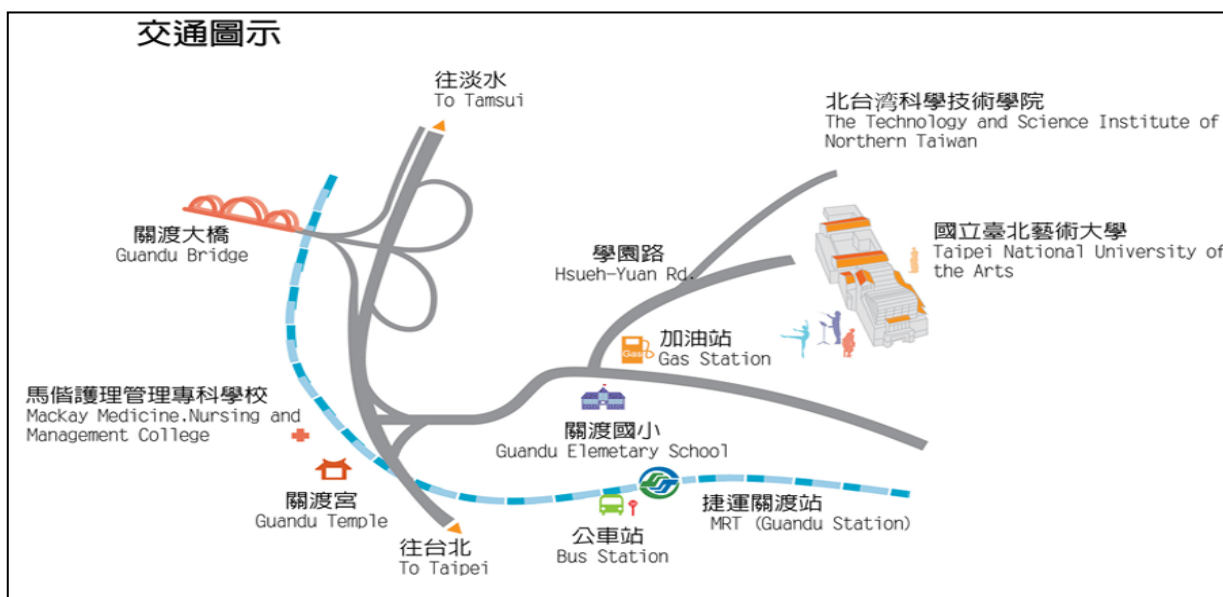 交通圖示
往淡水
To Tamsui
北台湾科學技術學院
The Technology and Science Institute of
Northern Taiwan
關渡大橋
Guandu Bridge
國立臺北藝術大學
Taipei National University of
the Arts
學園路
Hsueh-Yuan Rd.
加油站
Gas Station
Gas
馬偕護理管理專科學校
MacKay Medicine.Nursing and
Management College
關渡國小
Guandu Elemetary School
關渡宮
Guandu Temple
捷運關渡站
MRT (Guandu Station)
公車站
Bus Station
往台北
To Taipei